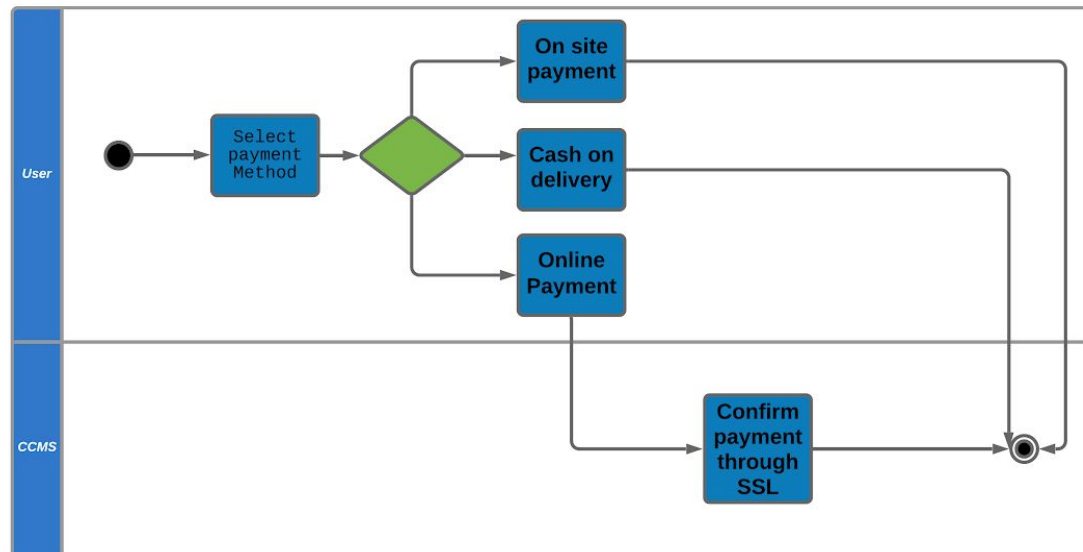 User
Select
payment
Method
On site
payment
Cash on
delivery
Online
Payment
CCMS
Confirm
payment
through
SSL